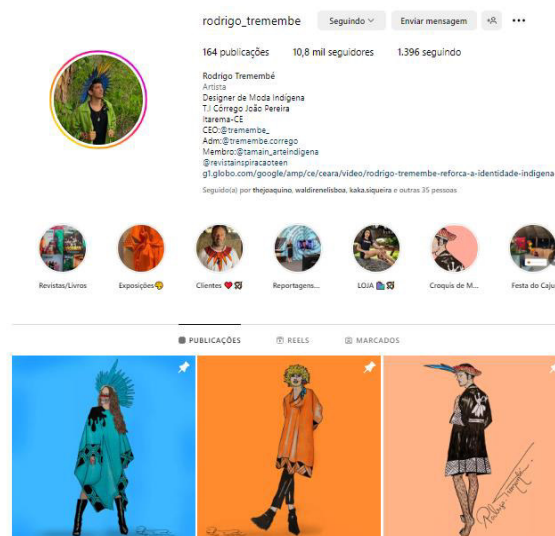 rodrigo_tremembe Seguindo Enviar mensagem
164 publicações 10,8 mil seguidores 1.396 seguindo
Rodrigo Tremembé
Artista
Designer de Moda Indígena
T.I Córrego João Pereira
Itarema-CE
CEO:@tremembe_
Adm:@tremembe.corrego
Membro:@tamain_arteindigena
@revistainspiracaoteen
g1.globo.com/google/amp/ce/ceara/video/rodrigo-tremembe-reforca-a-identidade-indigena
Seguido(a) por thejoaquino, waldirenelisboa, kaka.siqueira e outras 35 pessoas
Revistas/Livros Exposições Clientes Reportagens... LOJA Croquis de M... Festa do Caju
PUBLICAÇÕES REELS MARCADOS